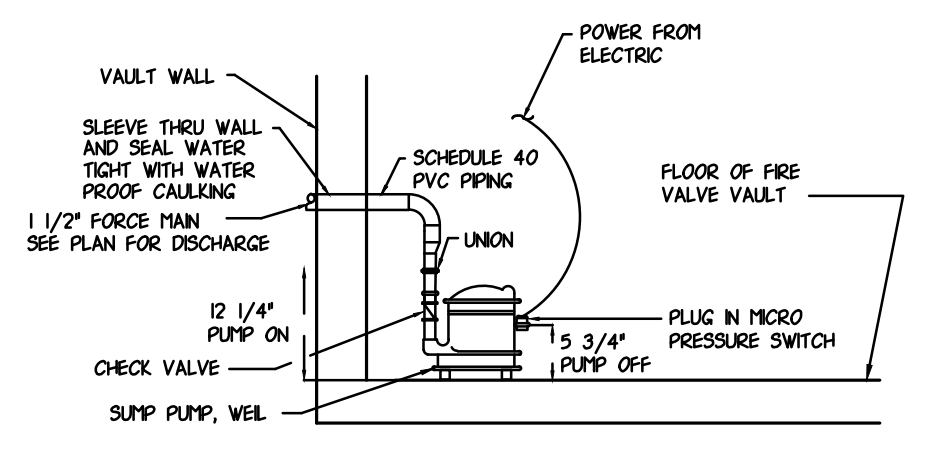 POWER FROM
ELECTRIC
VAULT WALL
SLEEVE THRU WALL
AND SEAL WATER
TIGHT WITH WATER
PROOF CAULKING
SCHEDULE 40
PVC PIPING
FLOOR OF FIRE
VALVE VAULT
1 1/2" FORCE MAIN
SEE PLAN FOR DISCHARGE
UNION
12 1/4"
PUMP ON
PLUG IN MICRO
PRESSURE SWITCH
5 3/4"
PUMP OFF
CHECK VALVE
SUMP PUMP, WEIL